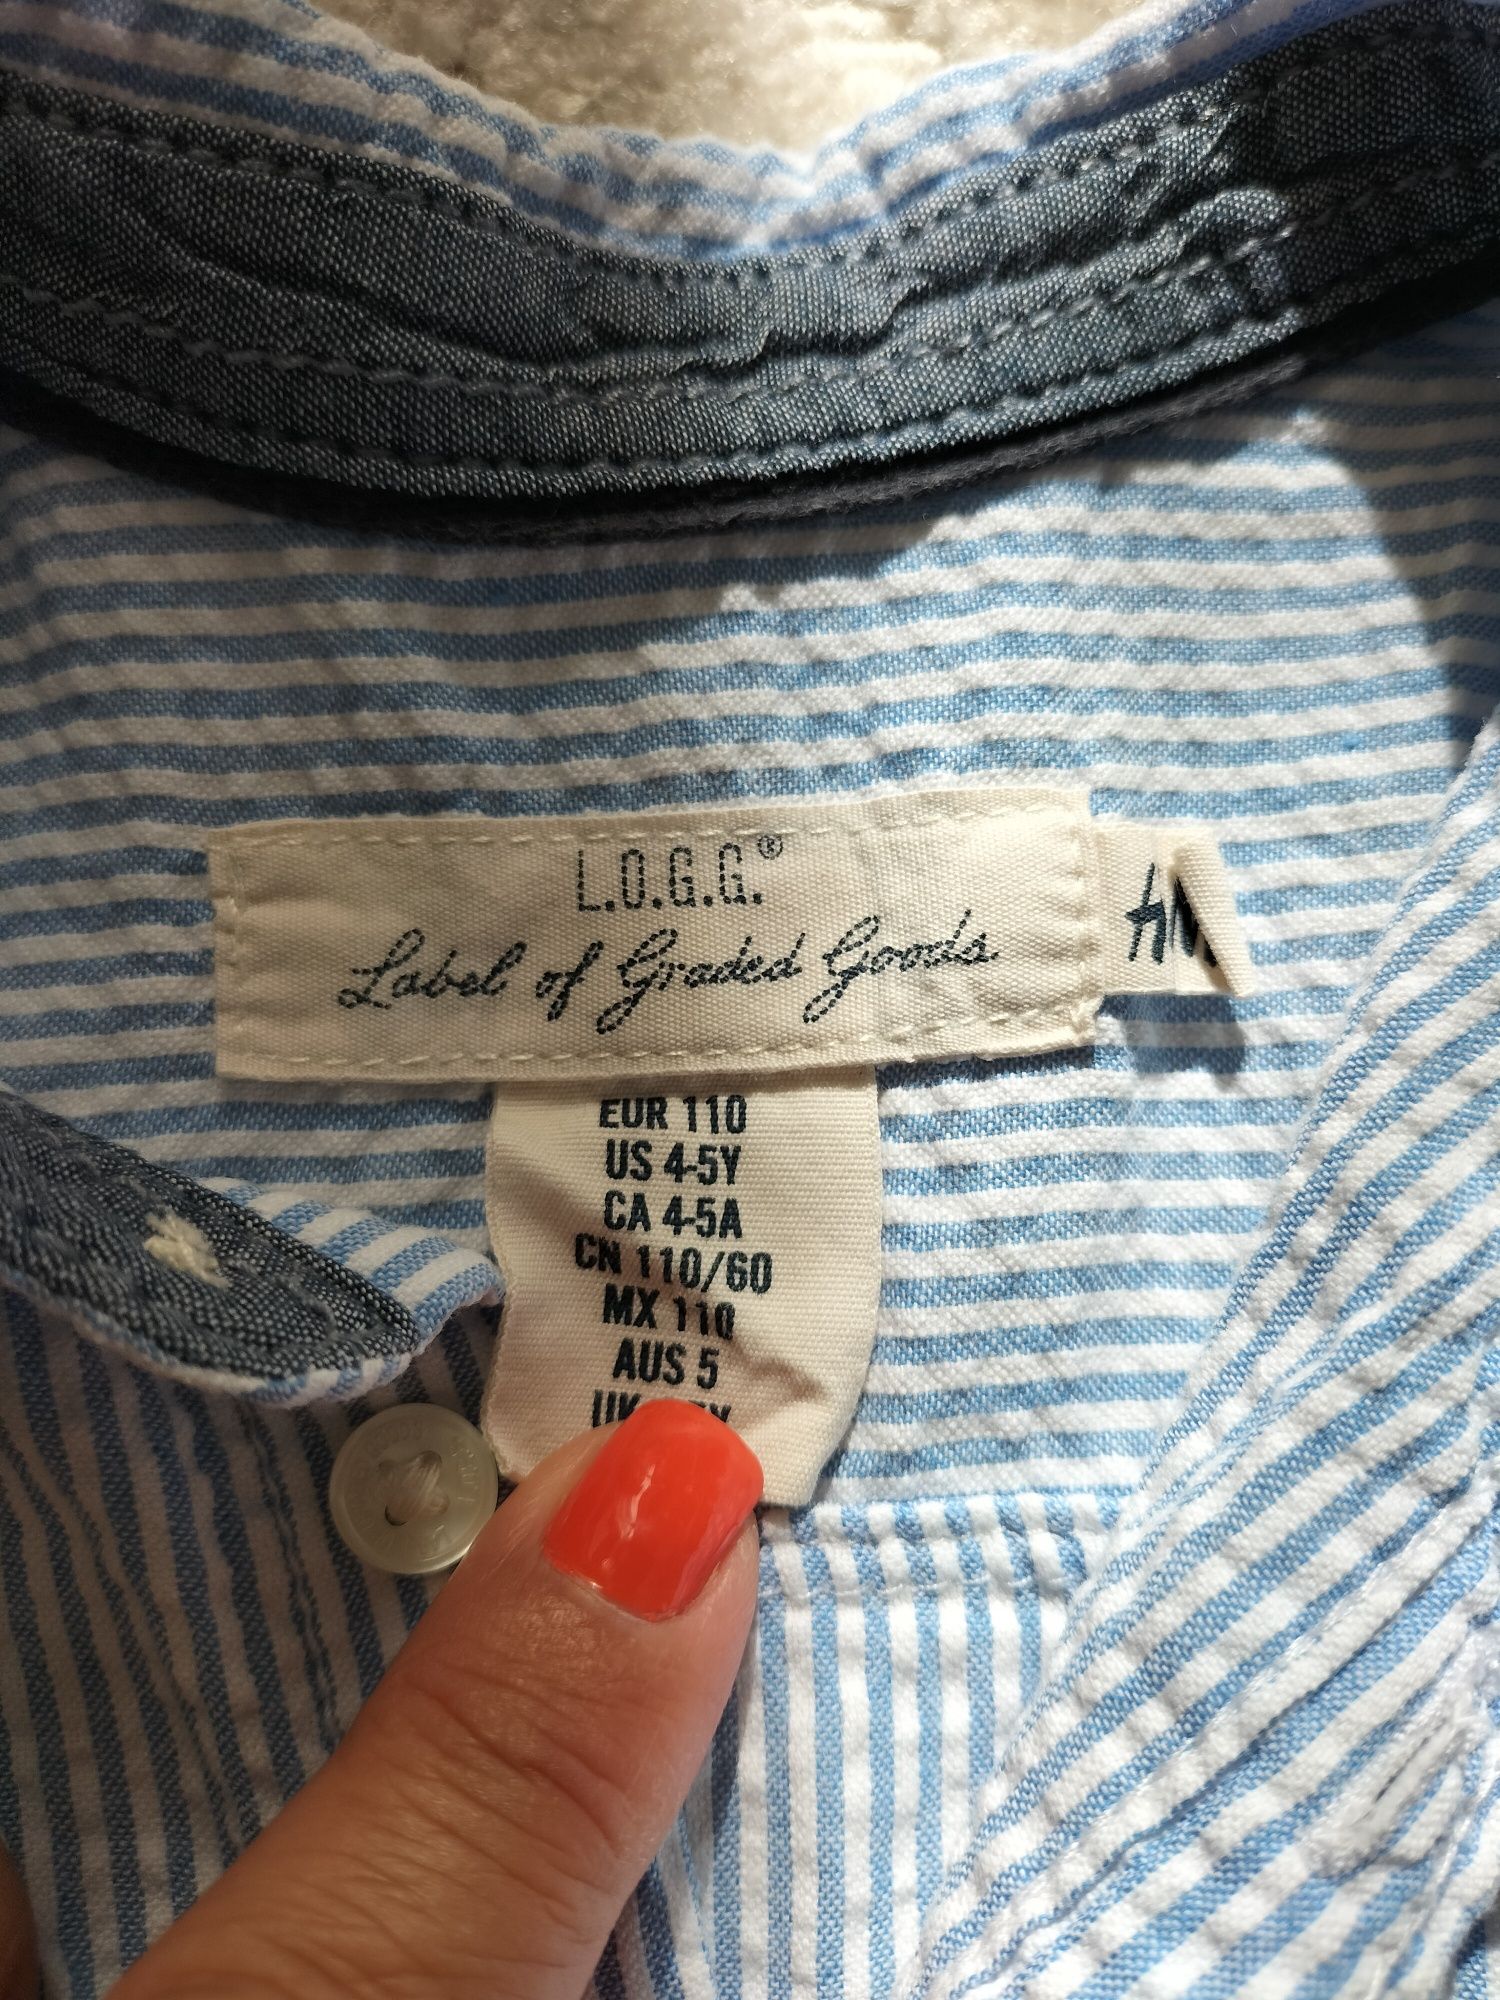 L.O.G.G.®
Label of Graded Goods
EUR 110
US 4-5Y
CA 4-5A
CN 110/60
MX 110
AUS 5
UK